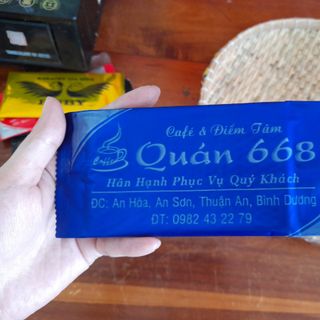 Café & Điểm Tâm
Quán 668
Hân Hạnh Phục Vụ Quý Khách
ĐC: An Hòa, An Sơn, Thuận An, Bình Dương
ĐT: 0982 43 22 79